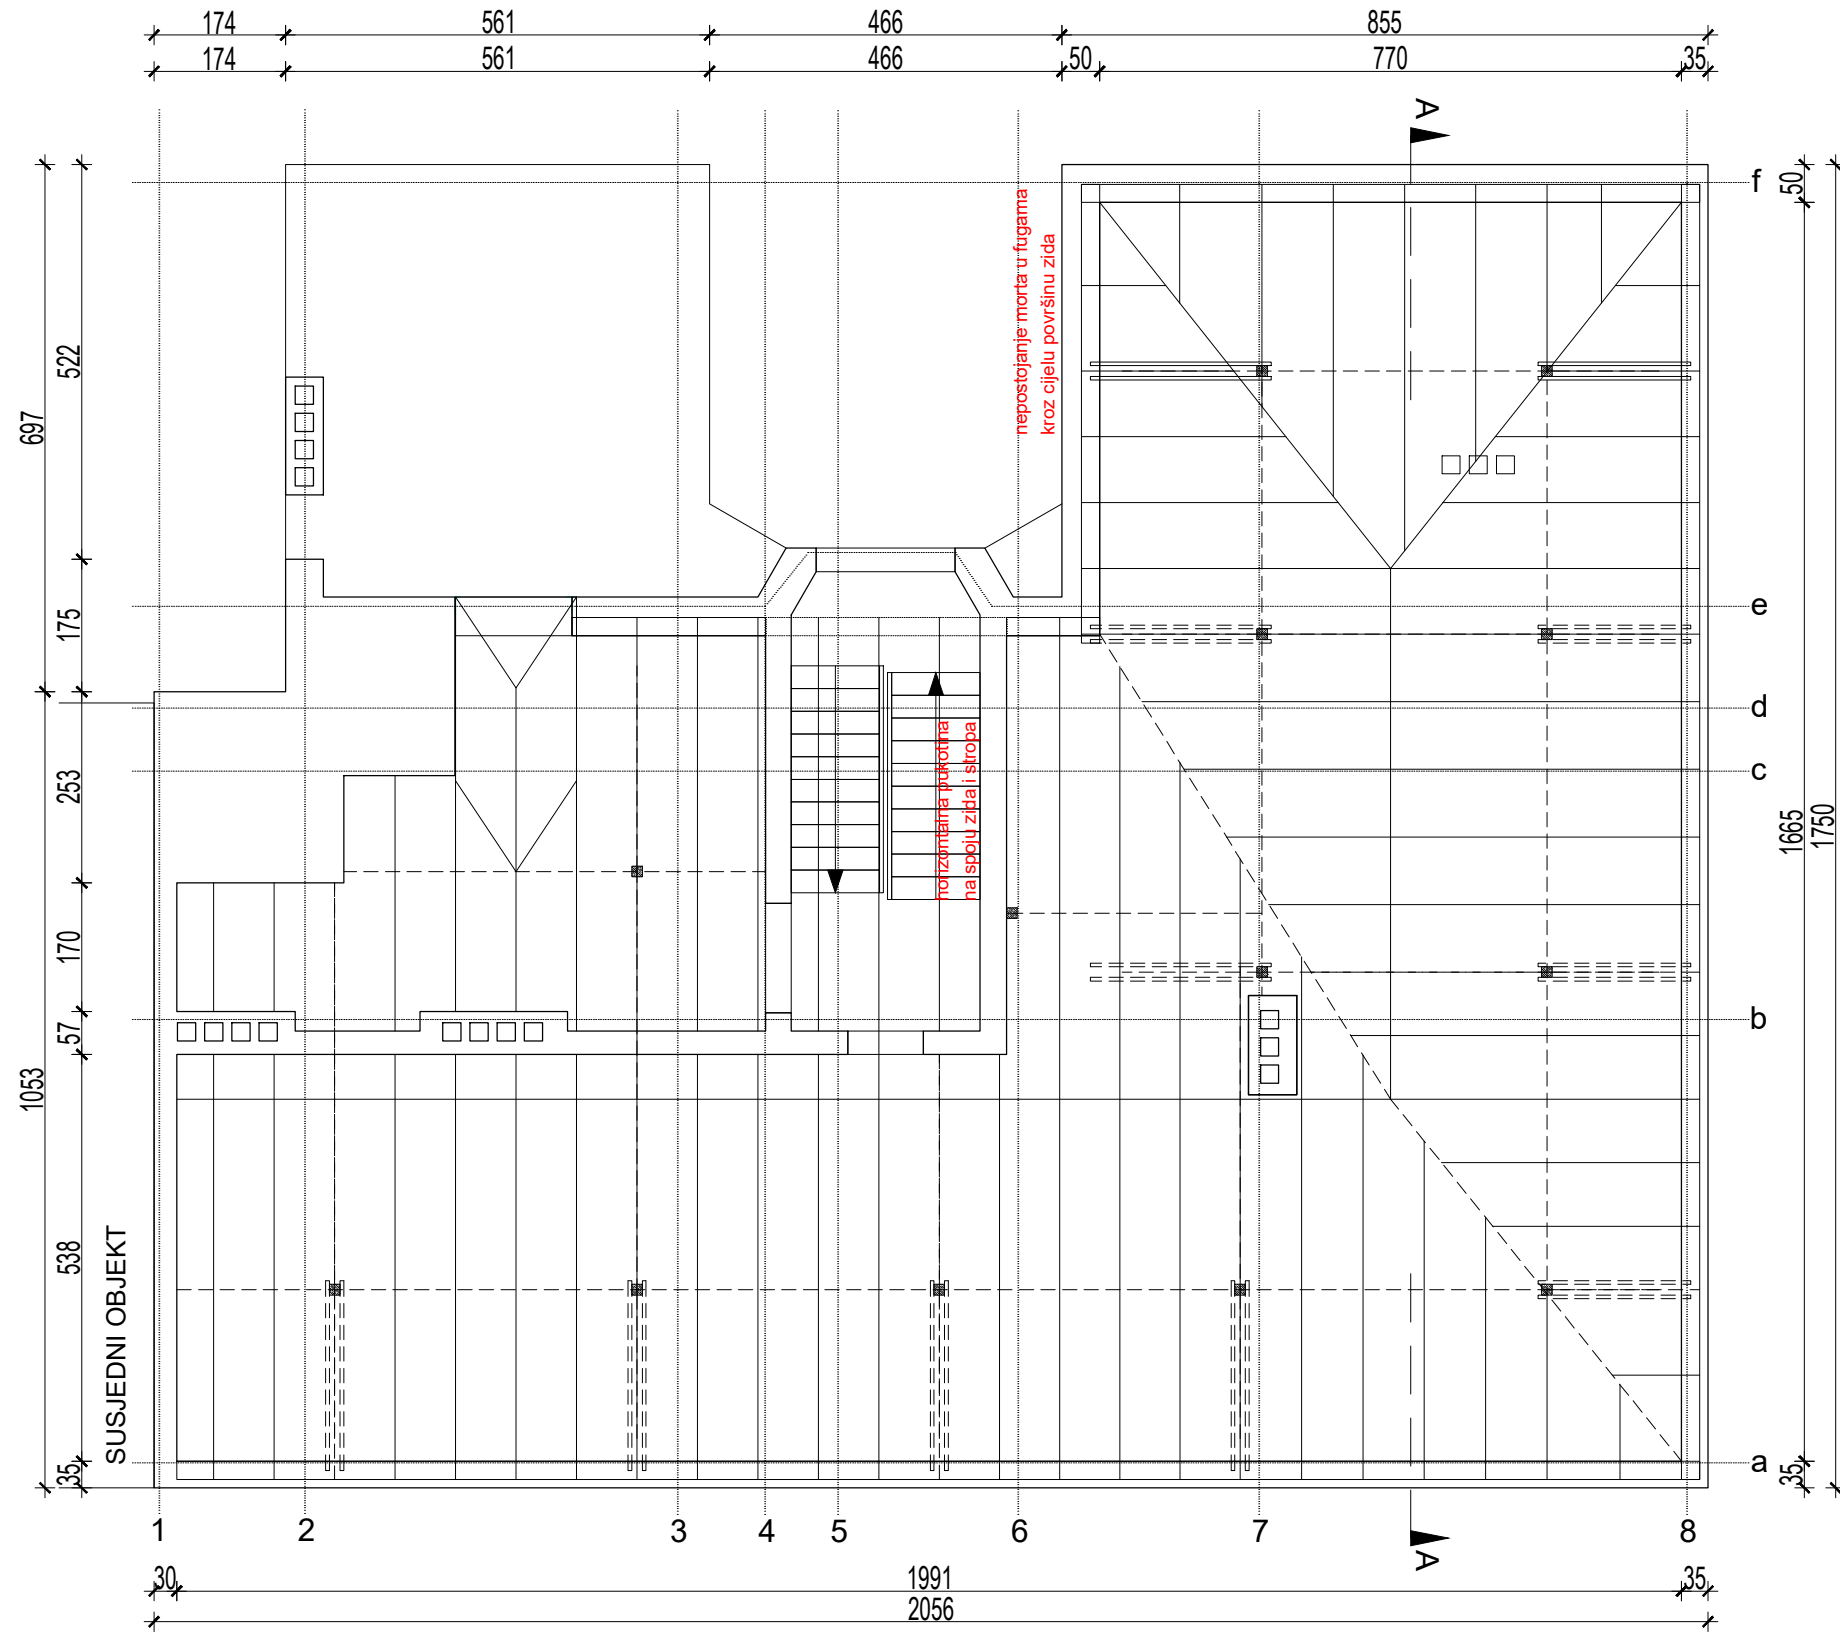 174 561 466 855
174 561 466 50 770 35
A
f
e
d
c
b
a
nepostojanje morta u fugama
kroz cijelu površinu zida
horizontalna pukotina
na spoju zida i stropa
697
1053
522
175
253
170
57
538
35
SUSJEDNI OBJEKT
50
1665
35
1750
1 2 3 4 5 6 7 8
A
30 1991 35
2056